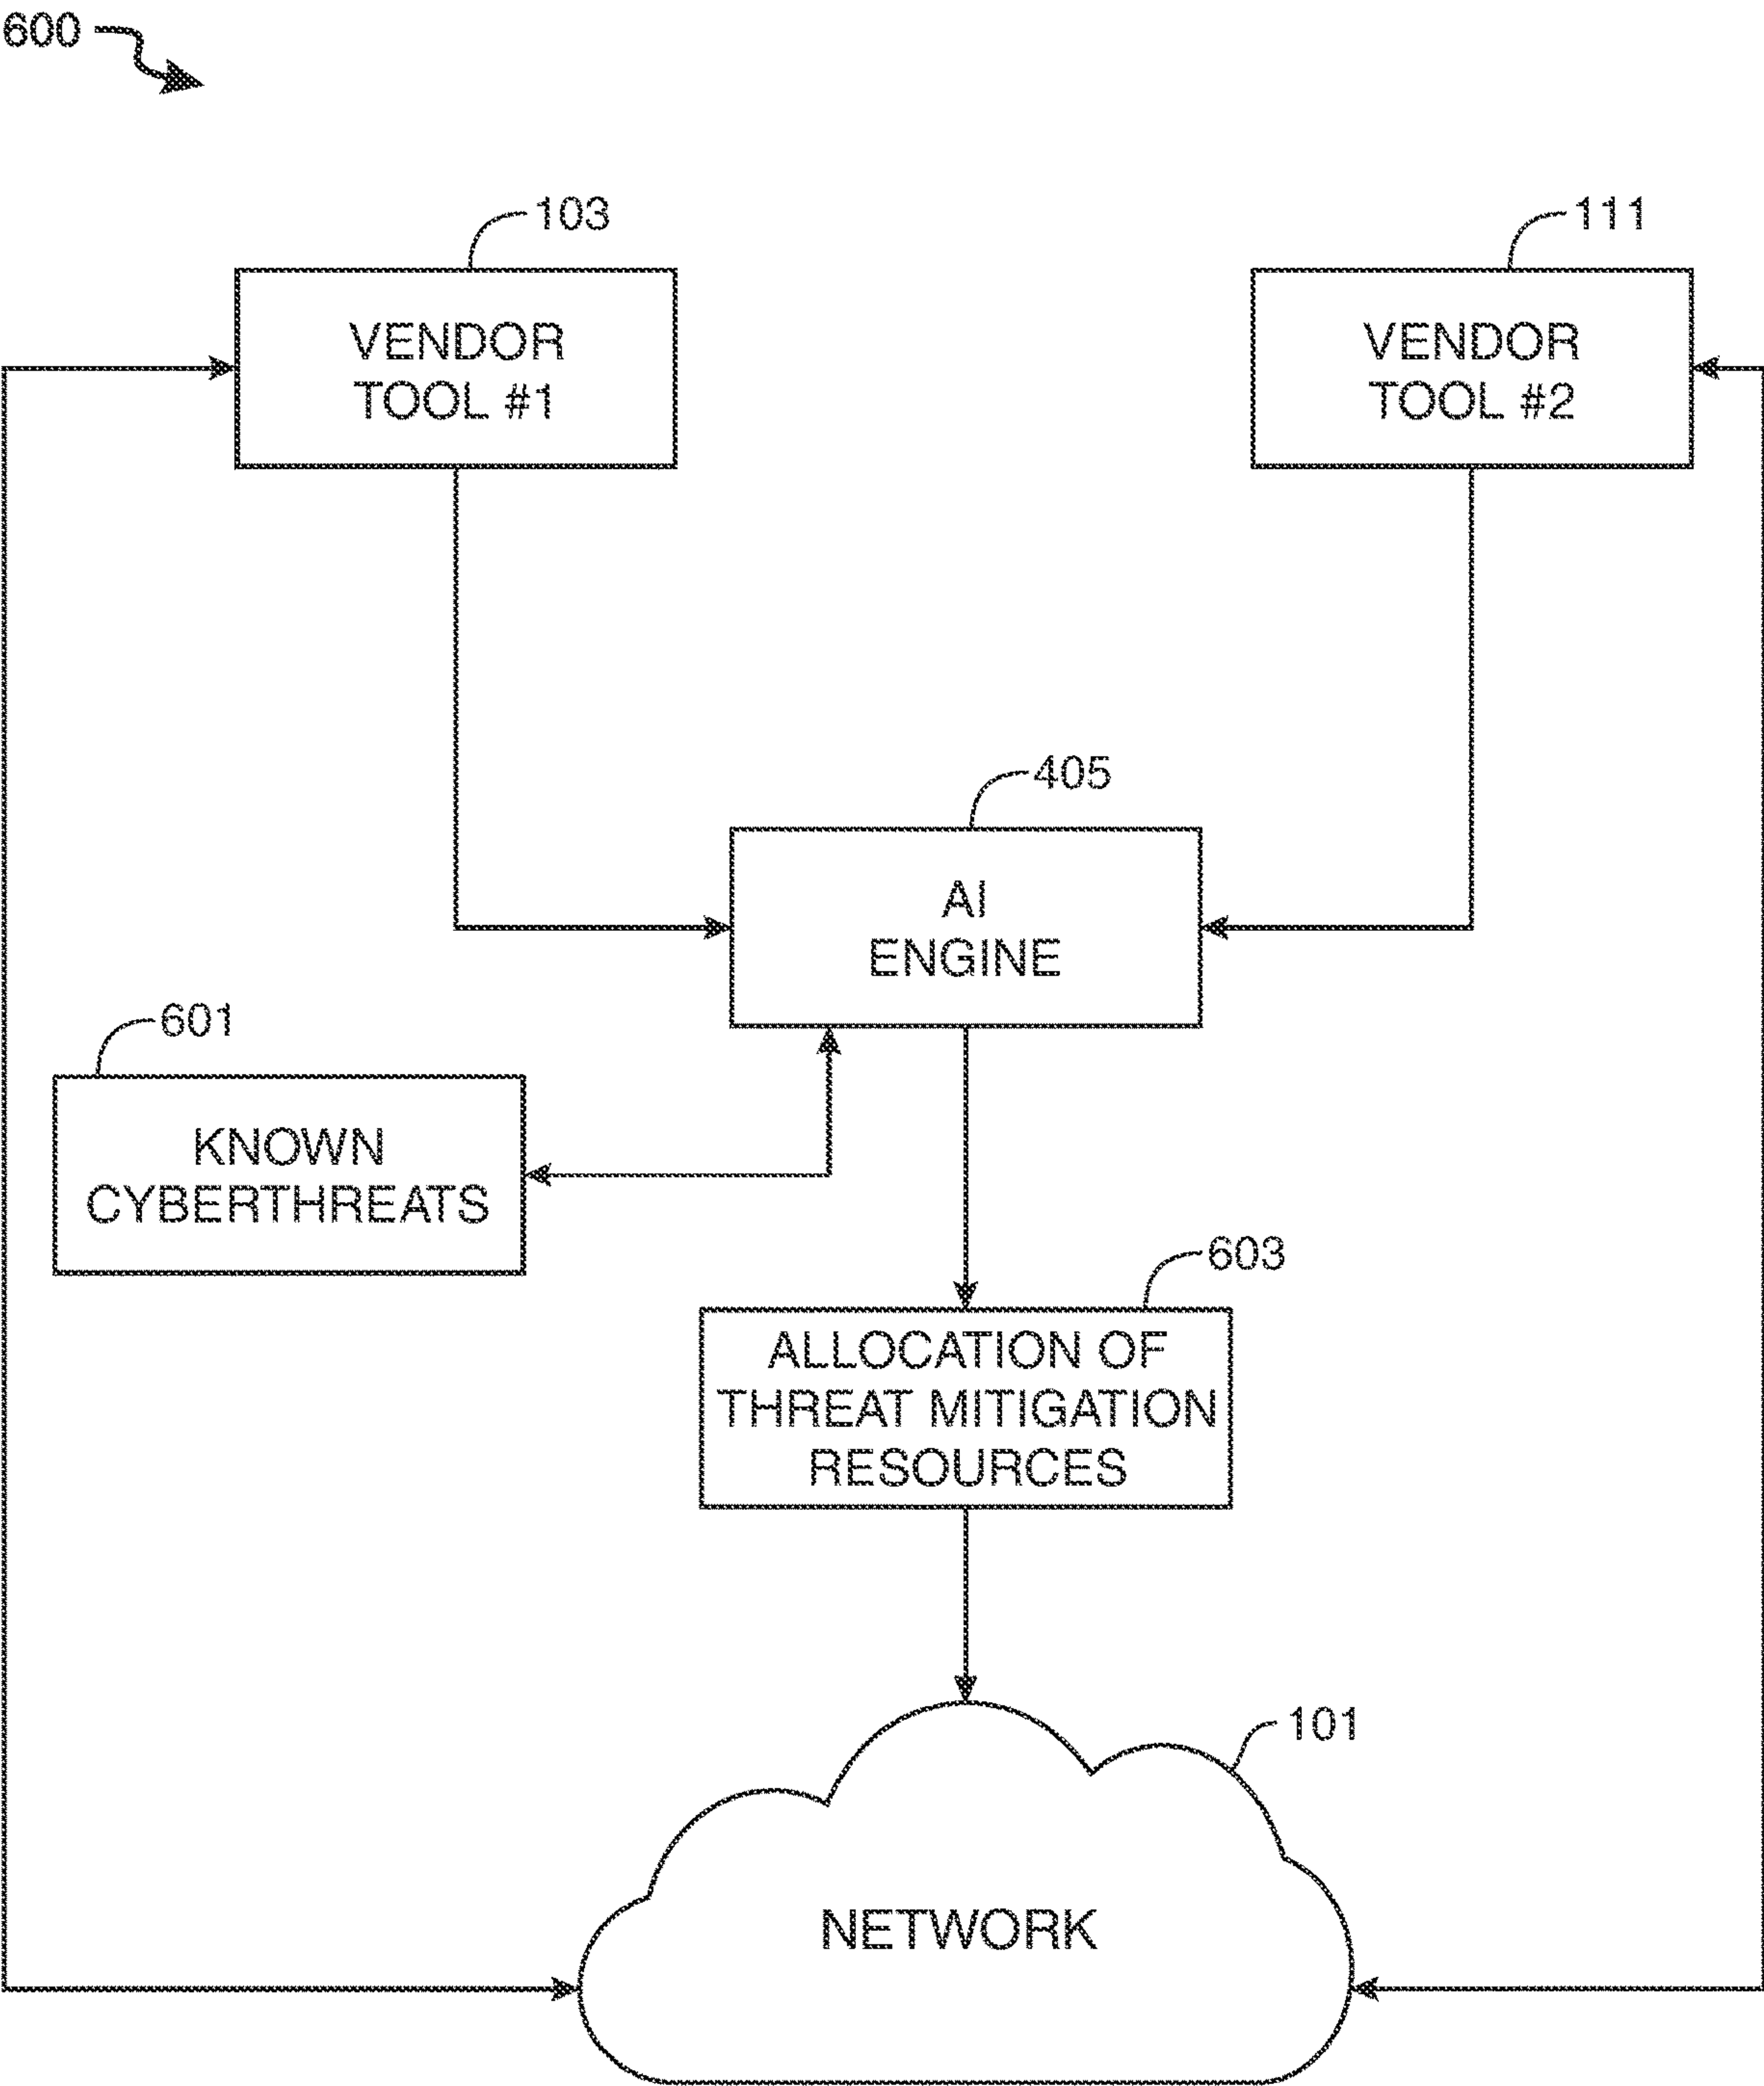 600
103
111
VENDOR
TOOL #1
VENDOR
TOOL #2
405
AI
ENGINE
601
KNOWN
CYBERTHREATS
603
ALLOCATION OF
THREAT MITIGATION
RESOURCES
101
NETWORK